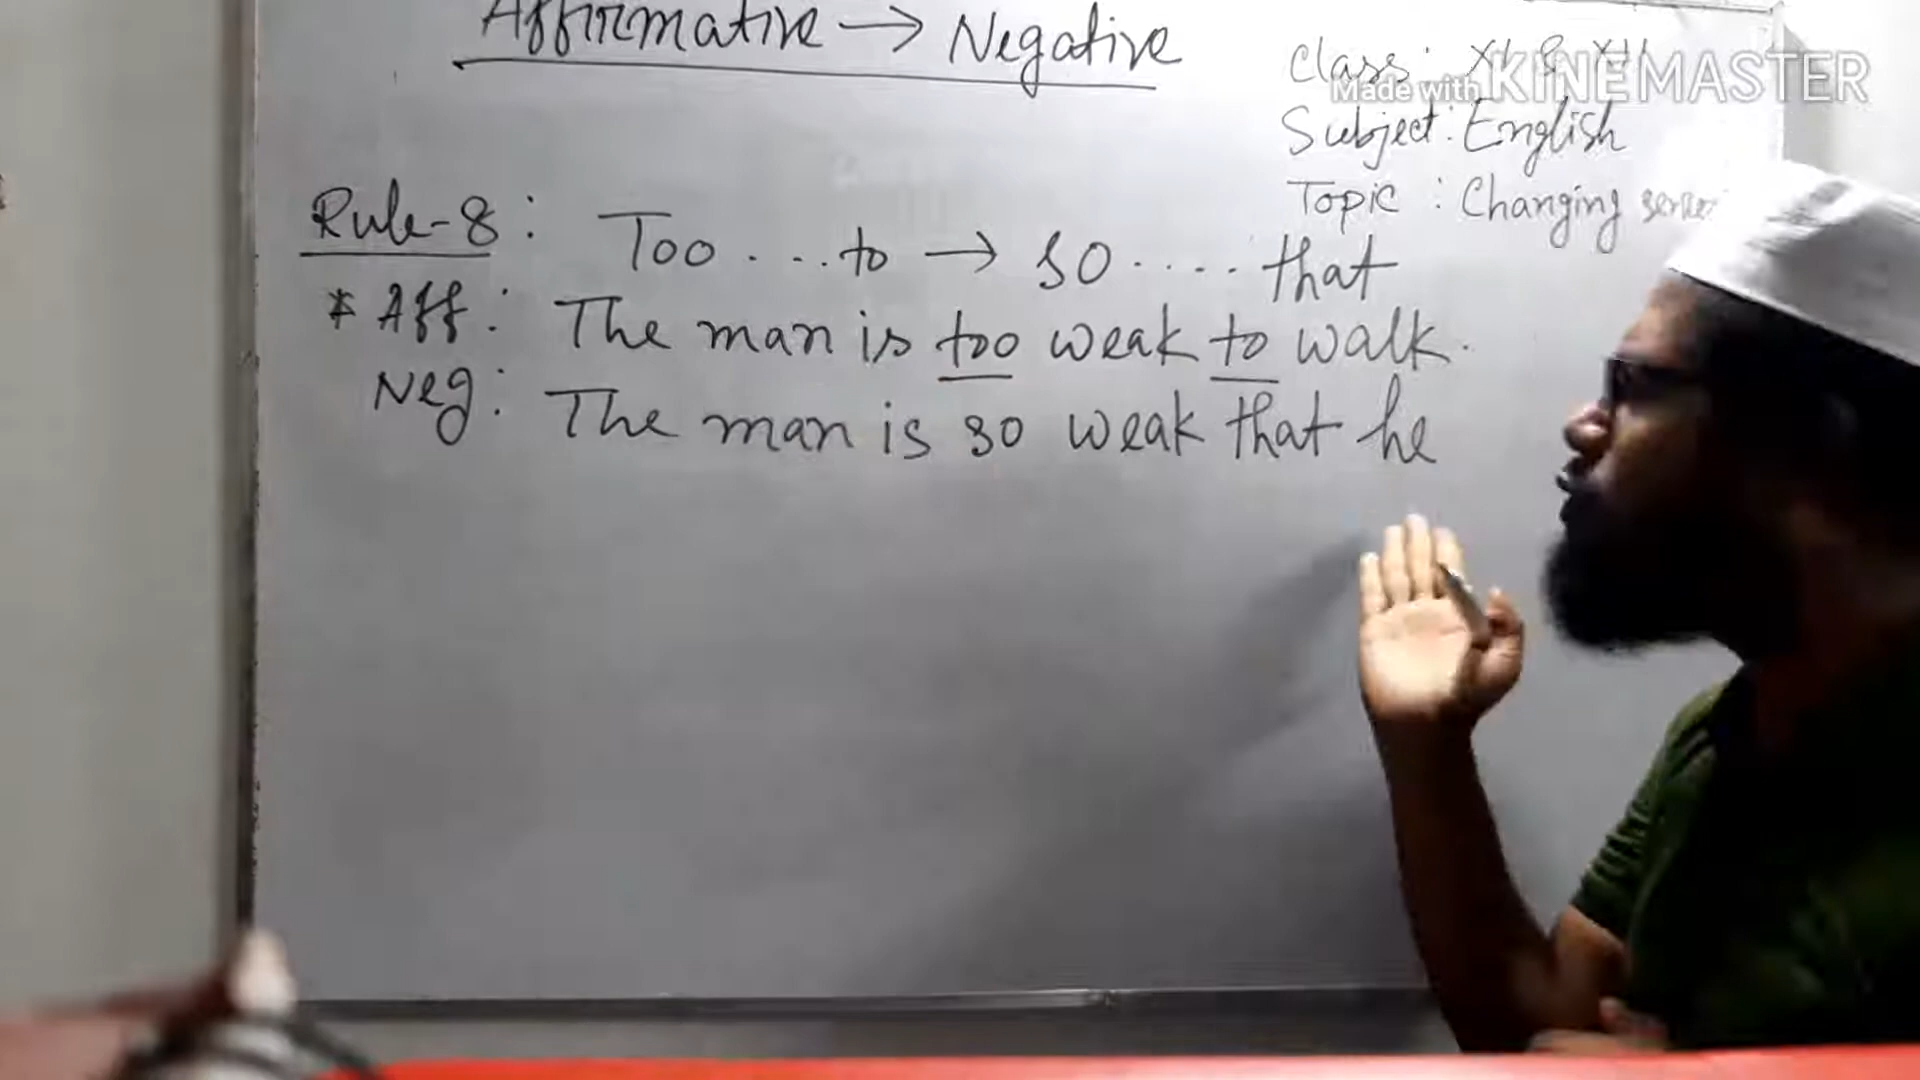 Affirmative → Negative
Class: XI & XII
Made with KINEMASTER
Subject: English
Topic : Changing
Rule-8: Too ....to → so .... that
* Aff: The man is too weak to walk.
Neg: The man is so weak that he